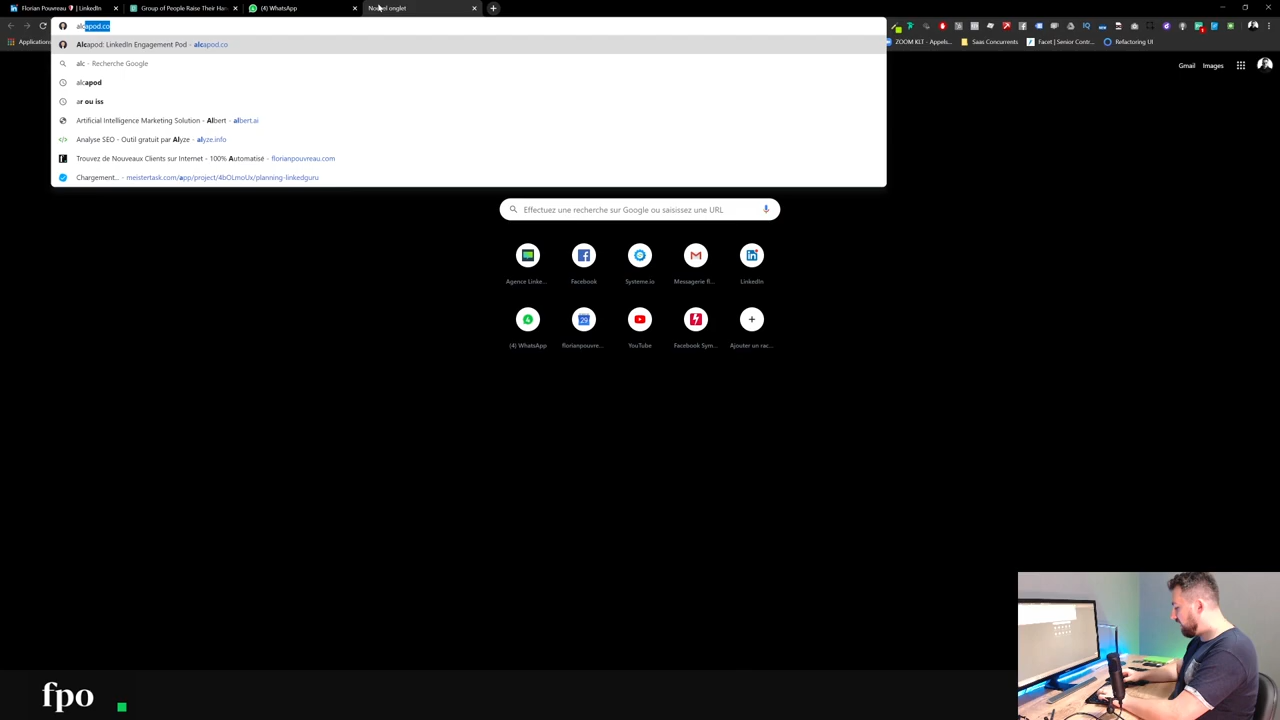 Florian Pouvreau | LinkedIn
Group of People Raise Their Han
(4) WhatsApp
Nouvel onglet
alcapod.co
Applications
ZOOM KLT - Appels...
Saas Concurrents
Facet | Senior Contr...
Refactoring UI
Alcapod: LinkedIn Engagement Pod - alcapod.co
alc - Recherche Google
alcapod
ar ou iss
Artificial Intelligence Marketing Solution - Albert - albert.ai
Analyse SEO - Outil gratuit par Alyze - alyze.info
Trouvez de Nouveaux Clients sur Internet - 100% Automatisé - florianpouvreau.com
Chargement... - meistertask.com/app/project/4bOLmoUx/planning-linkedguru
Gmail Images
Effectuez une recherche sur Google ou saisissez une URL
Agence Linke... Facebook Systeme.io Messagerie fl... LinkedIn
(4) WhatsApp florianpouvre... YouTube Facebook Sym... Ajouter un rac...
fpo